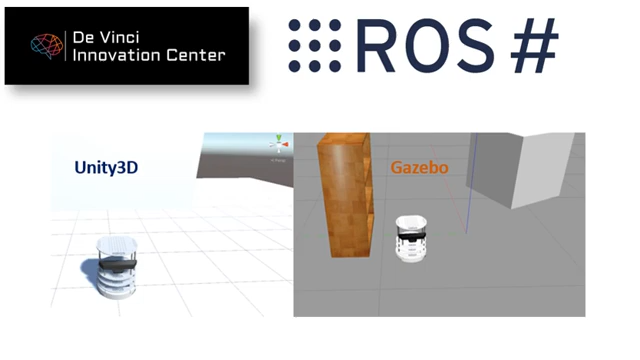 De Vinci
Innovation Center
ROS #
Unity3D
Gazebo